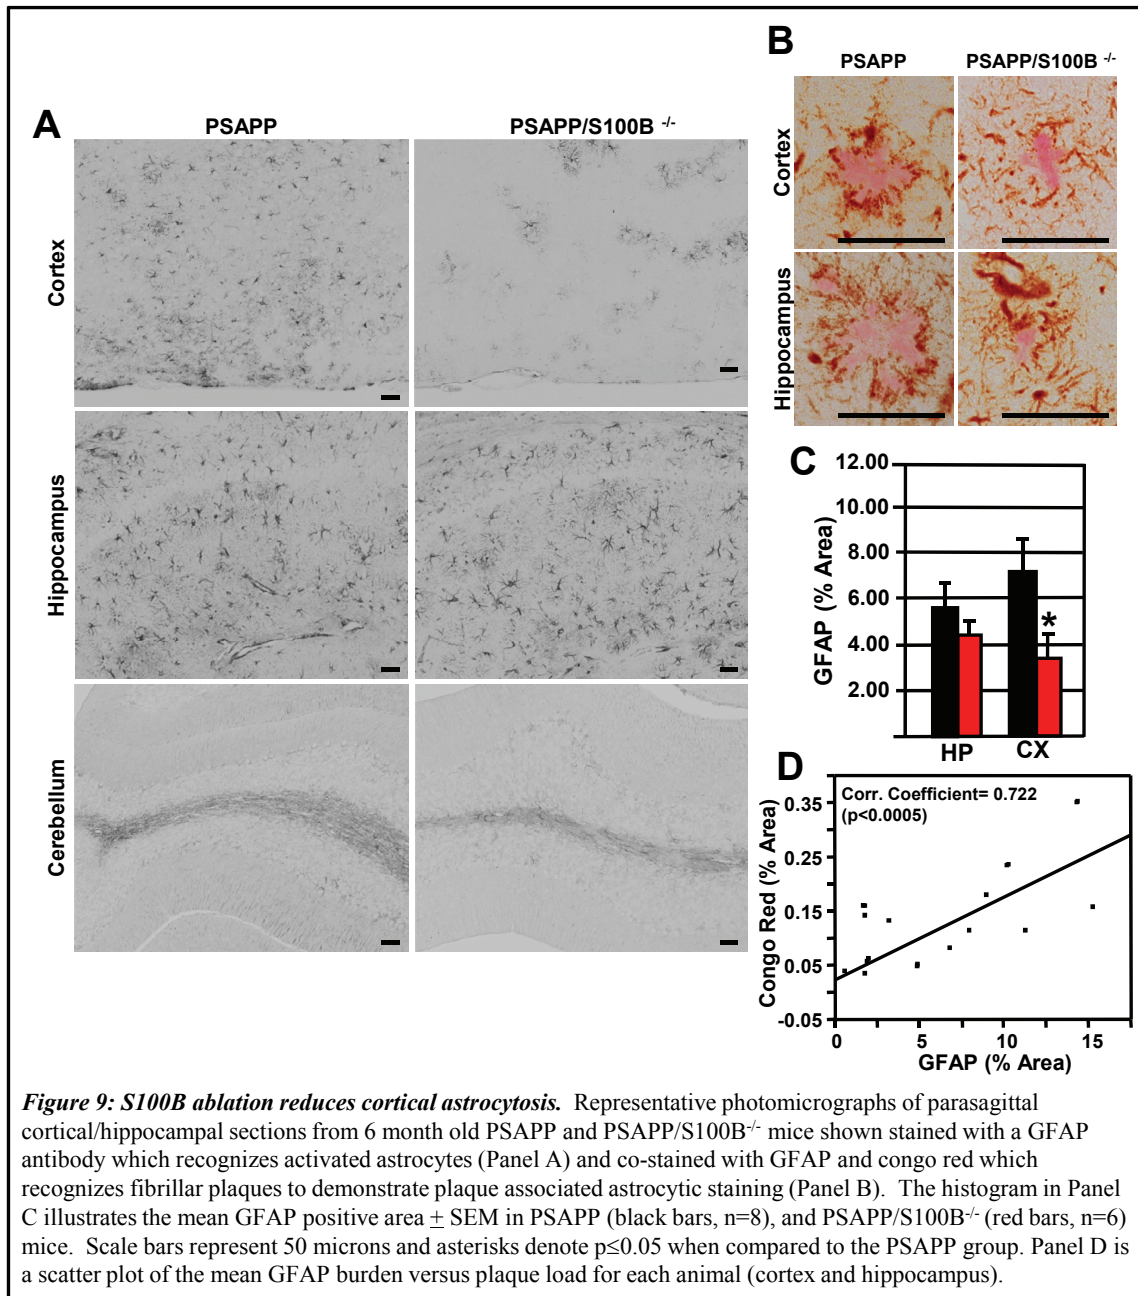 A
PSAPP
PSAPP/S100B -/-
Cortex
Hippocampus
Cerebellum
B
PSAPP
PSAPP/S100B -/-
Cortex
Hippocampus
C
GFAP (% Area)
12.00
10.00
8.00
6.00
4.00
2.00
*
HP
CX
D
Corr. Coefficient= 0.722
(p<0.0005)
Congo Red (% Area)
0.35
0.25
0.15
0.05
-0.05
0
5
10
15
GFAP (% Area)
Figure 9: S100B ablation reduces cortical astrocytosis. Representative photomicrographs of parasagittal
cortical/hippocampal sections from 6 month old PSAPP and PSAPP/S100B-/- mice shown stained with a GFAP
antibody which recognizes activated astrocytes (Panel A) and co-stained with GFAP and congo red which
recognizes fibrillar plaques to demonstrate plaque associated astrocytic staining (Panel B). The histogram in Panel
C illustrates the mean GFAP positive area ± SEM in PSAPP (black bars, n=8), and PSAPP/S100B-/- (red bars, n=6)
mice. Scale bars represent 50 microns and asterisks denote p≤0.05 when compared to the PSAPP group. Panel D is
a scatter plot of the mean GFAP burden versus plaque load for each animal (cortex and hippocampus).